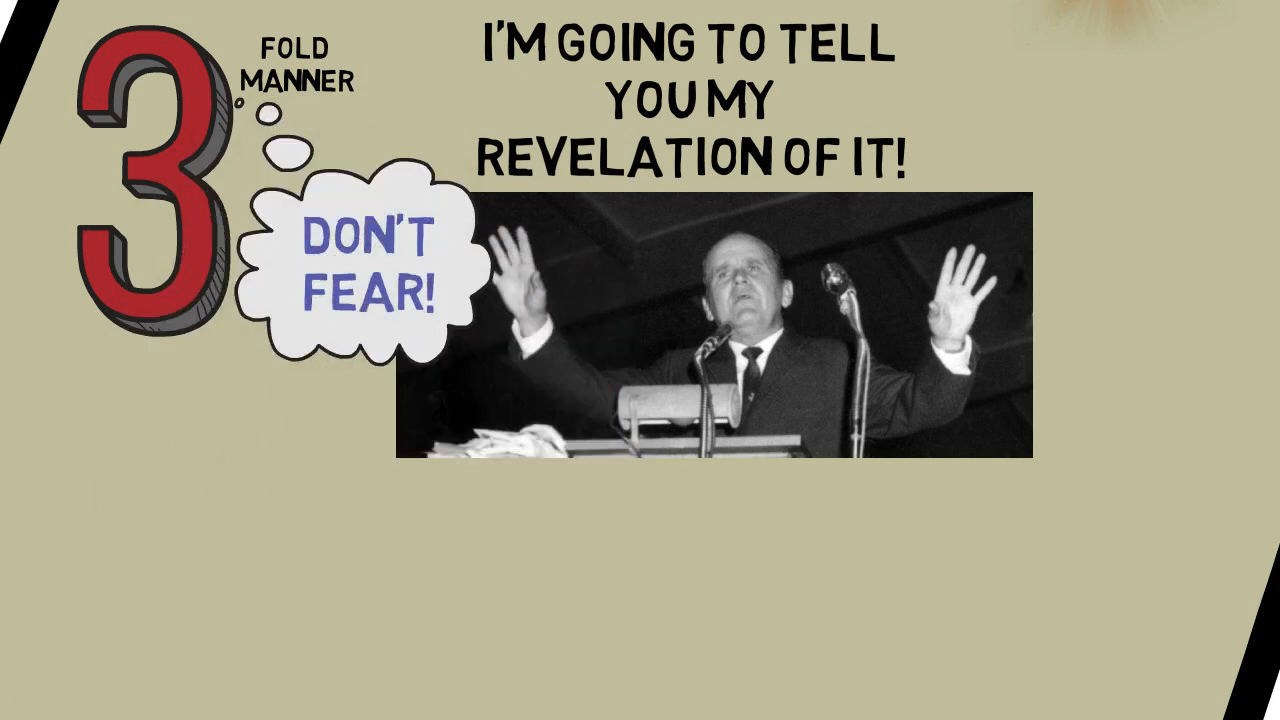 3
FOLD
MANNER
DON'T
FEAR!
I'M GOING TO TELL
YOU MY
REVELATION OF IT!